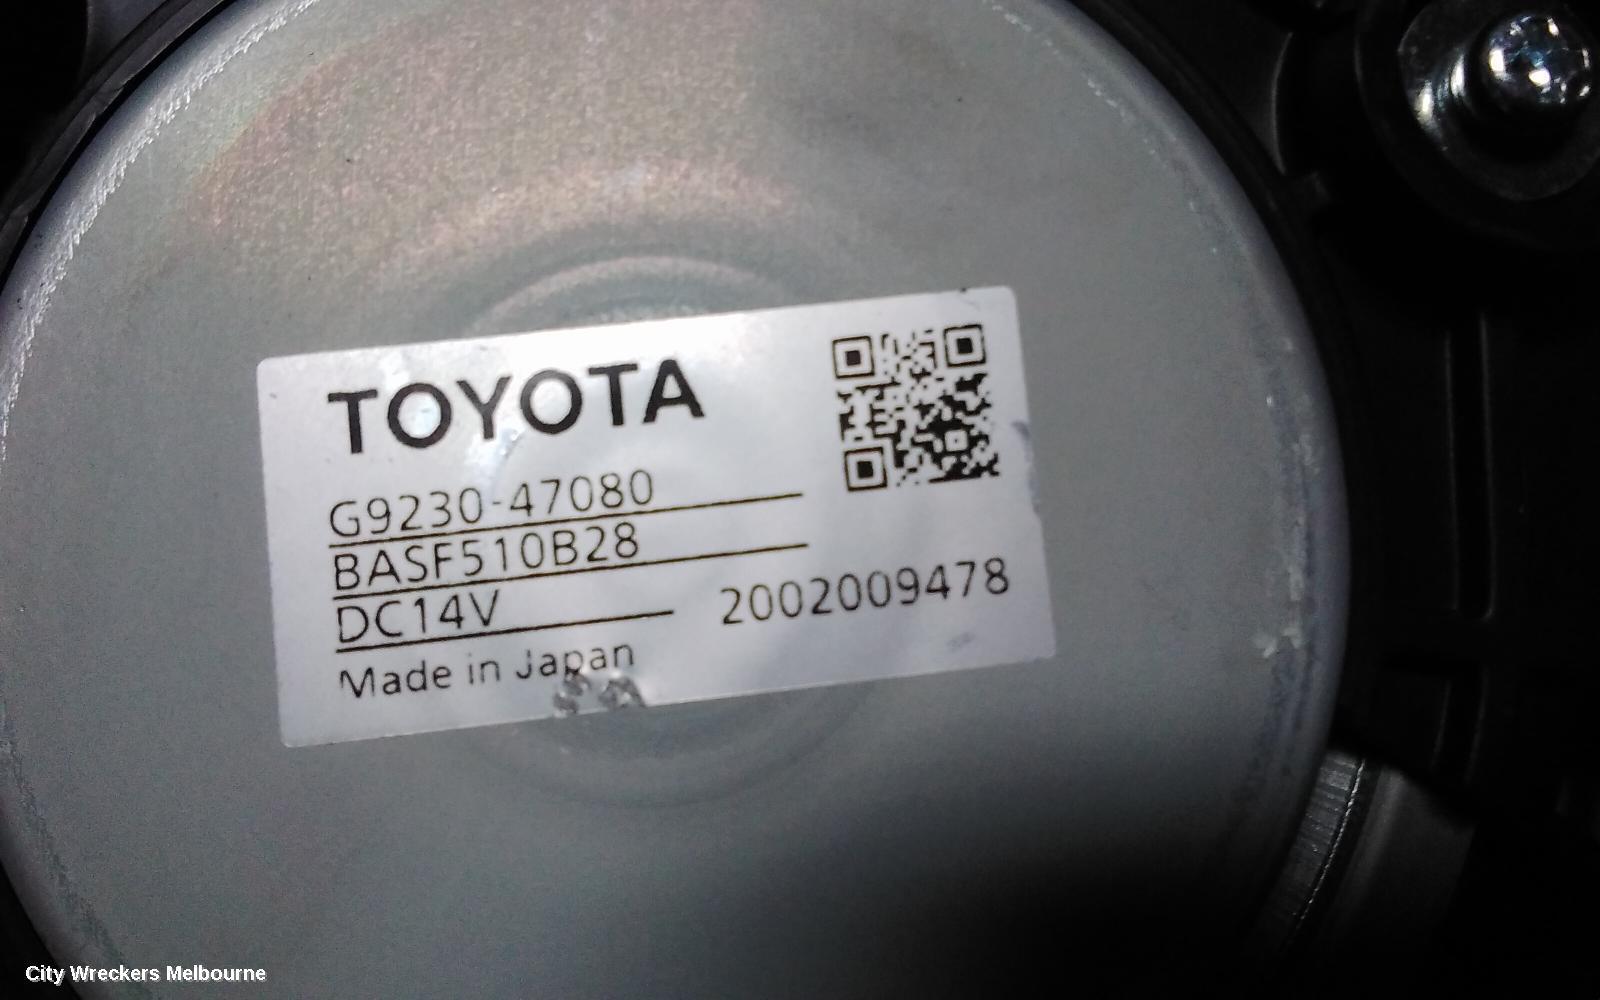 TOYOTA
G9230-47080
BASF510B28
DC14V
2002009478
Made in Japan
City Wreckers Melbourne